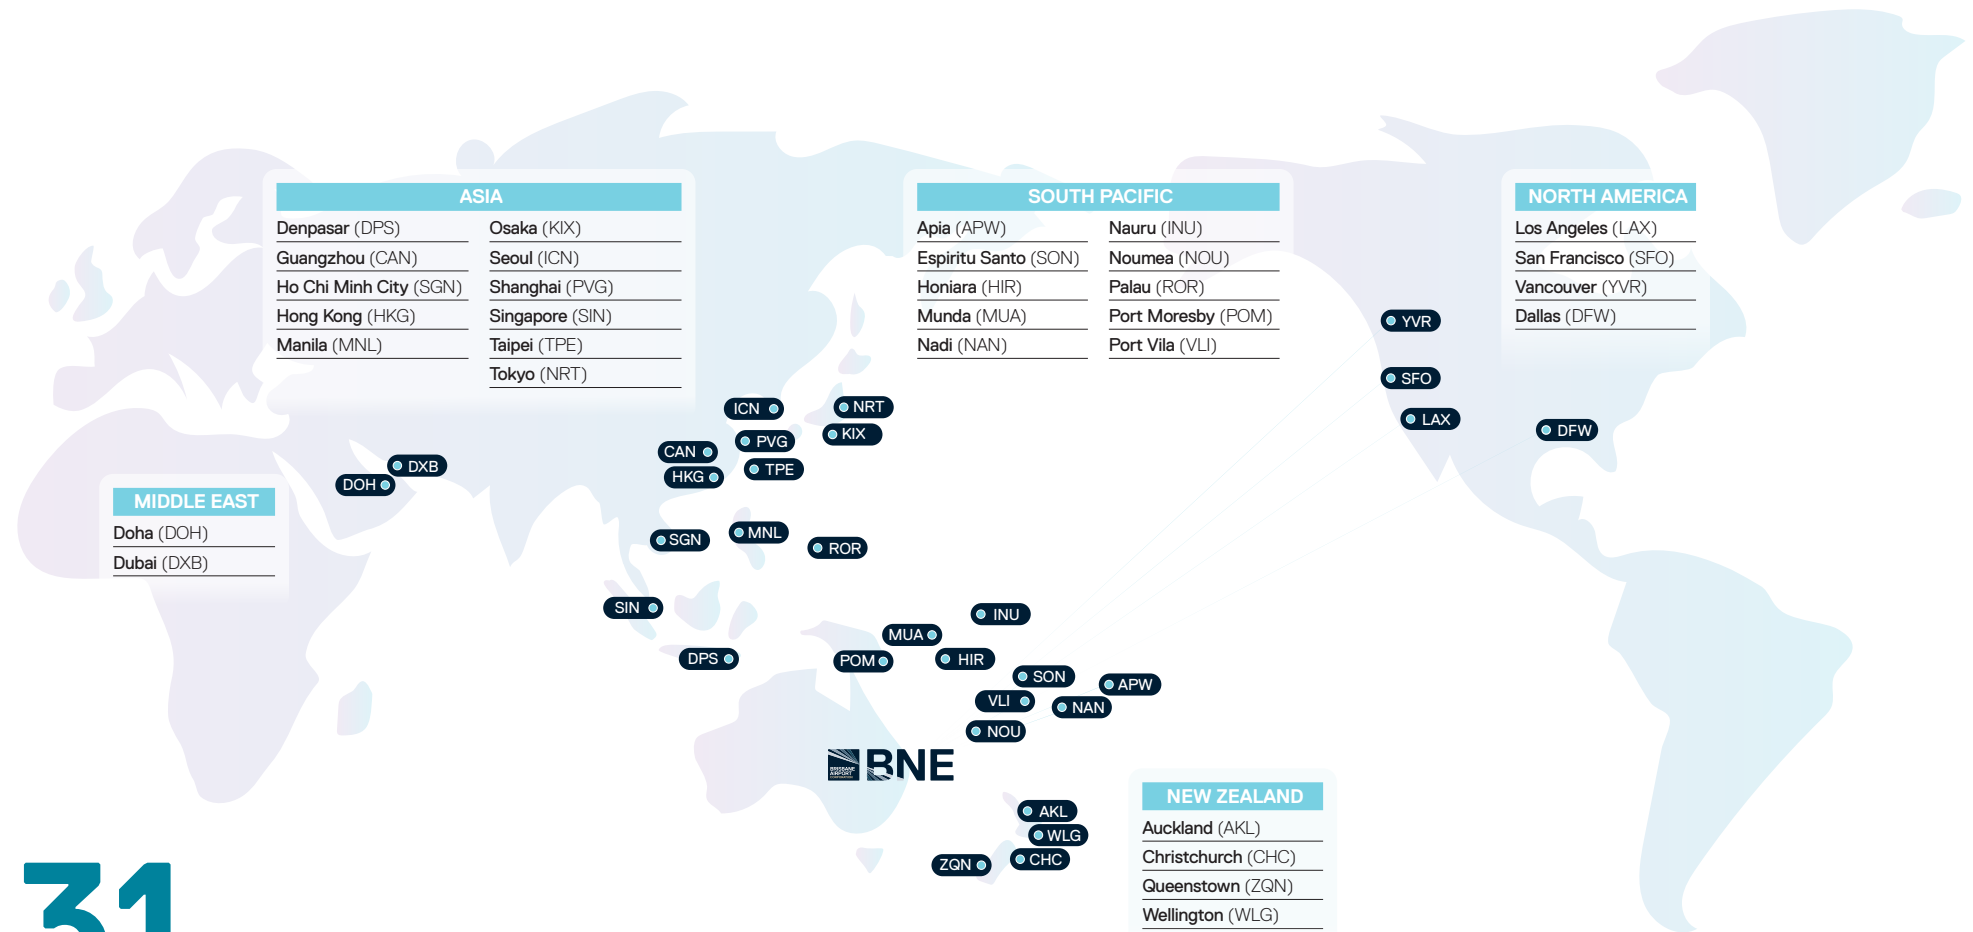 ASIA
Denpasar (DPS)
Guangzhou (CAN)
Ho Chi Minh City (SGN)
Hong Kong (HKG)
Manila (MNL)
Osaka (KIX)
Seoul (ICN)
Shanghai (PVG)
Singapore (SIN)
Taipei (TPE)
Tokyo (NRT)
SOUTH PACIFIC
Apia (APW)
Espiritu Santo (SON)
Honiara (HIR)
Munda (MUA)
Nadi (NAN)
Nauru (INU)
Noumea (NOU)
Palau (ROR)
Port Moresby (POM)
Port Vila (VLI)
NORTH AMERICA
Los Angeles (LAX)
San Francisco (SFO)
Vancouver (YVR)
Dallas (DFW)
MIDDLE EAST
Doha (DOH)
Dubai (DXB)
YVR
SFO
LAX
DFW
ICN
NRT
KIX
PVG
CAN
TPE
HKG
DXB
DOH
SGN
MNL
ROR
SIN
INU
MUA
DPS
POM
HIR
SON
APW
VLI
NAN
NOU
BRISBANE
AIRPORT
BNE
AKL
WLG
CHC
ZQN
NEW ZEALAND
Auckland (AKL)
Christchurch (CHC)
Queenstown (ZQN)
Wellington (WLG)
31